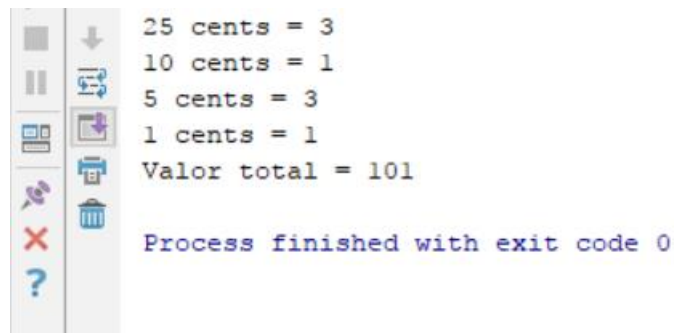 25 cents = 3
10 cents = 1
5 cents = 3
1 cents = 1
Valor total = 101
Process finished with exit code 0